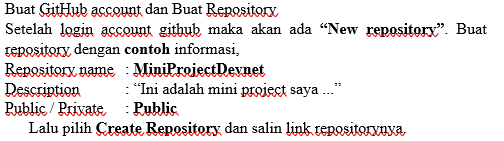 Buat GitHub account dan Buat Repository
Setelah login account github maka akan ada “New repository”. Buat
repository dengan contoh informasi,
Repository name : MiniProjectDevnet
Description : “Ini adalah mini project saya ...”
Public / Private : Public
Lalu pilih Create Repository dan salin link repositorynya.